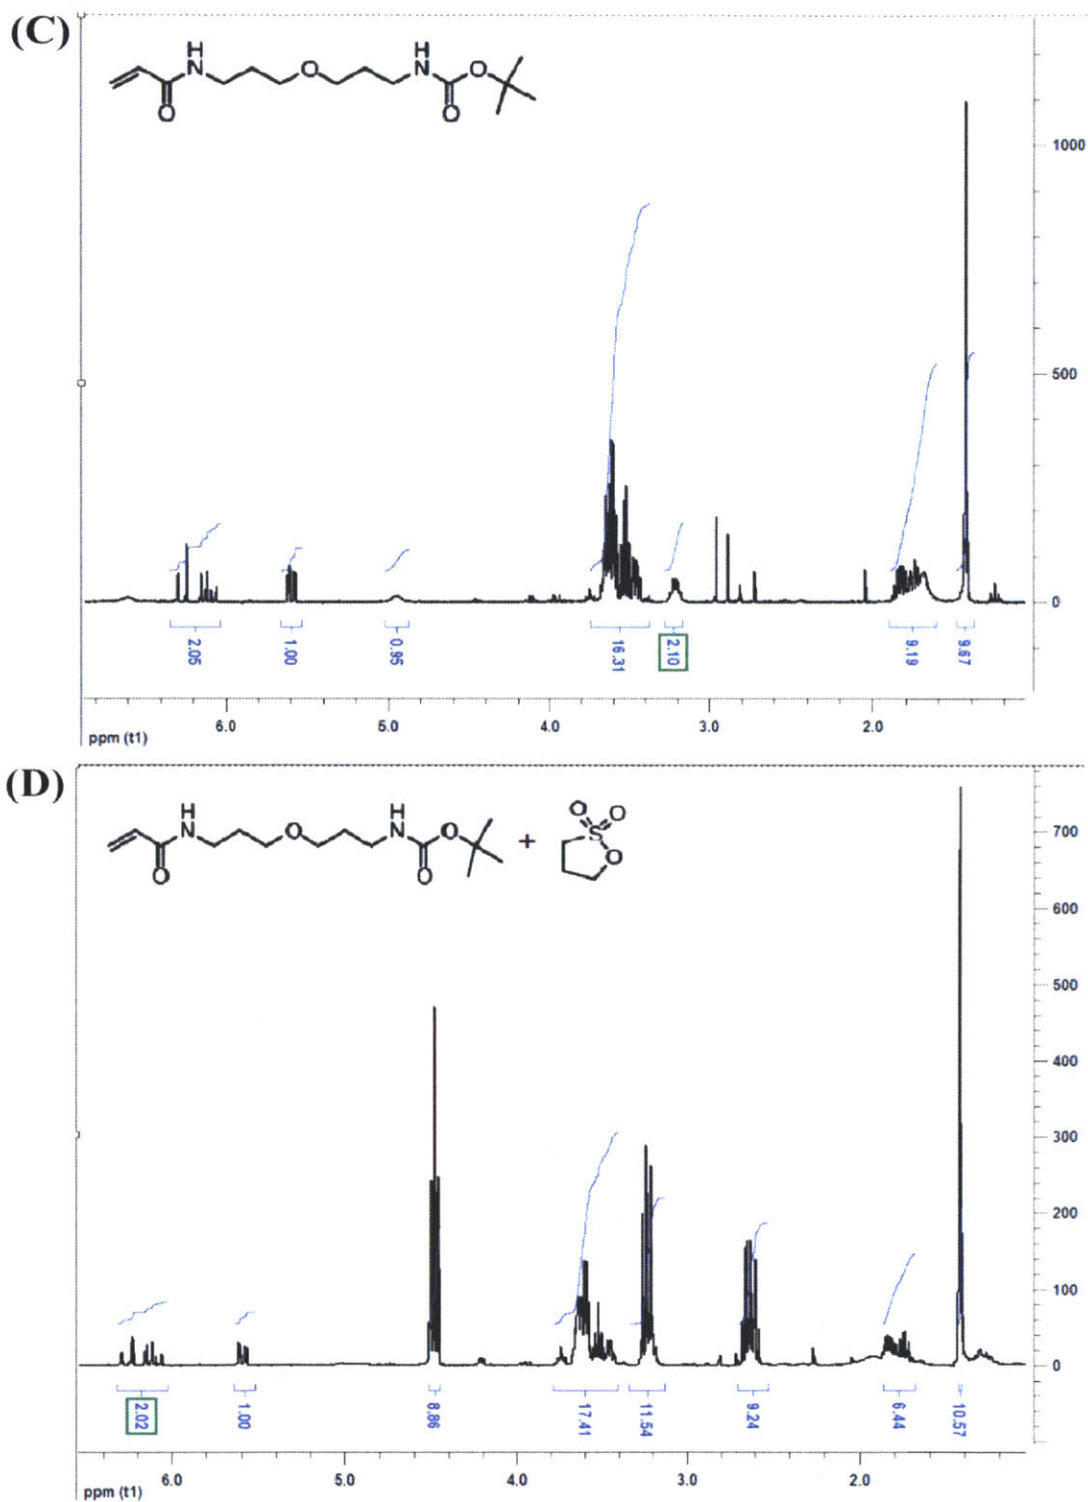 (C)
H
N
O
H
N
O
O
O
1000
500
0
2.05
1.00
0.95
16.31
2.10
9.19
9.67
6.0
5.0
4.0
3.0
2.0
ppm (t1)
(D)
H
N
O
H
N
O
O
O
+
O
O
S
O
700
600
500
400
300
200
100
0
2.02
1.00
8.86
17.41
11.54
9.24
6.44
10.57
6.0
5.0
4.0
3.0
2.0
ppm (t1)